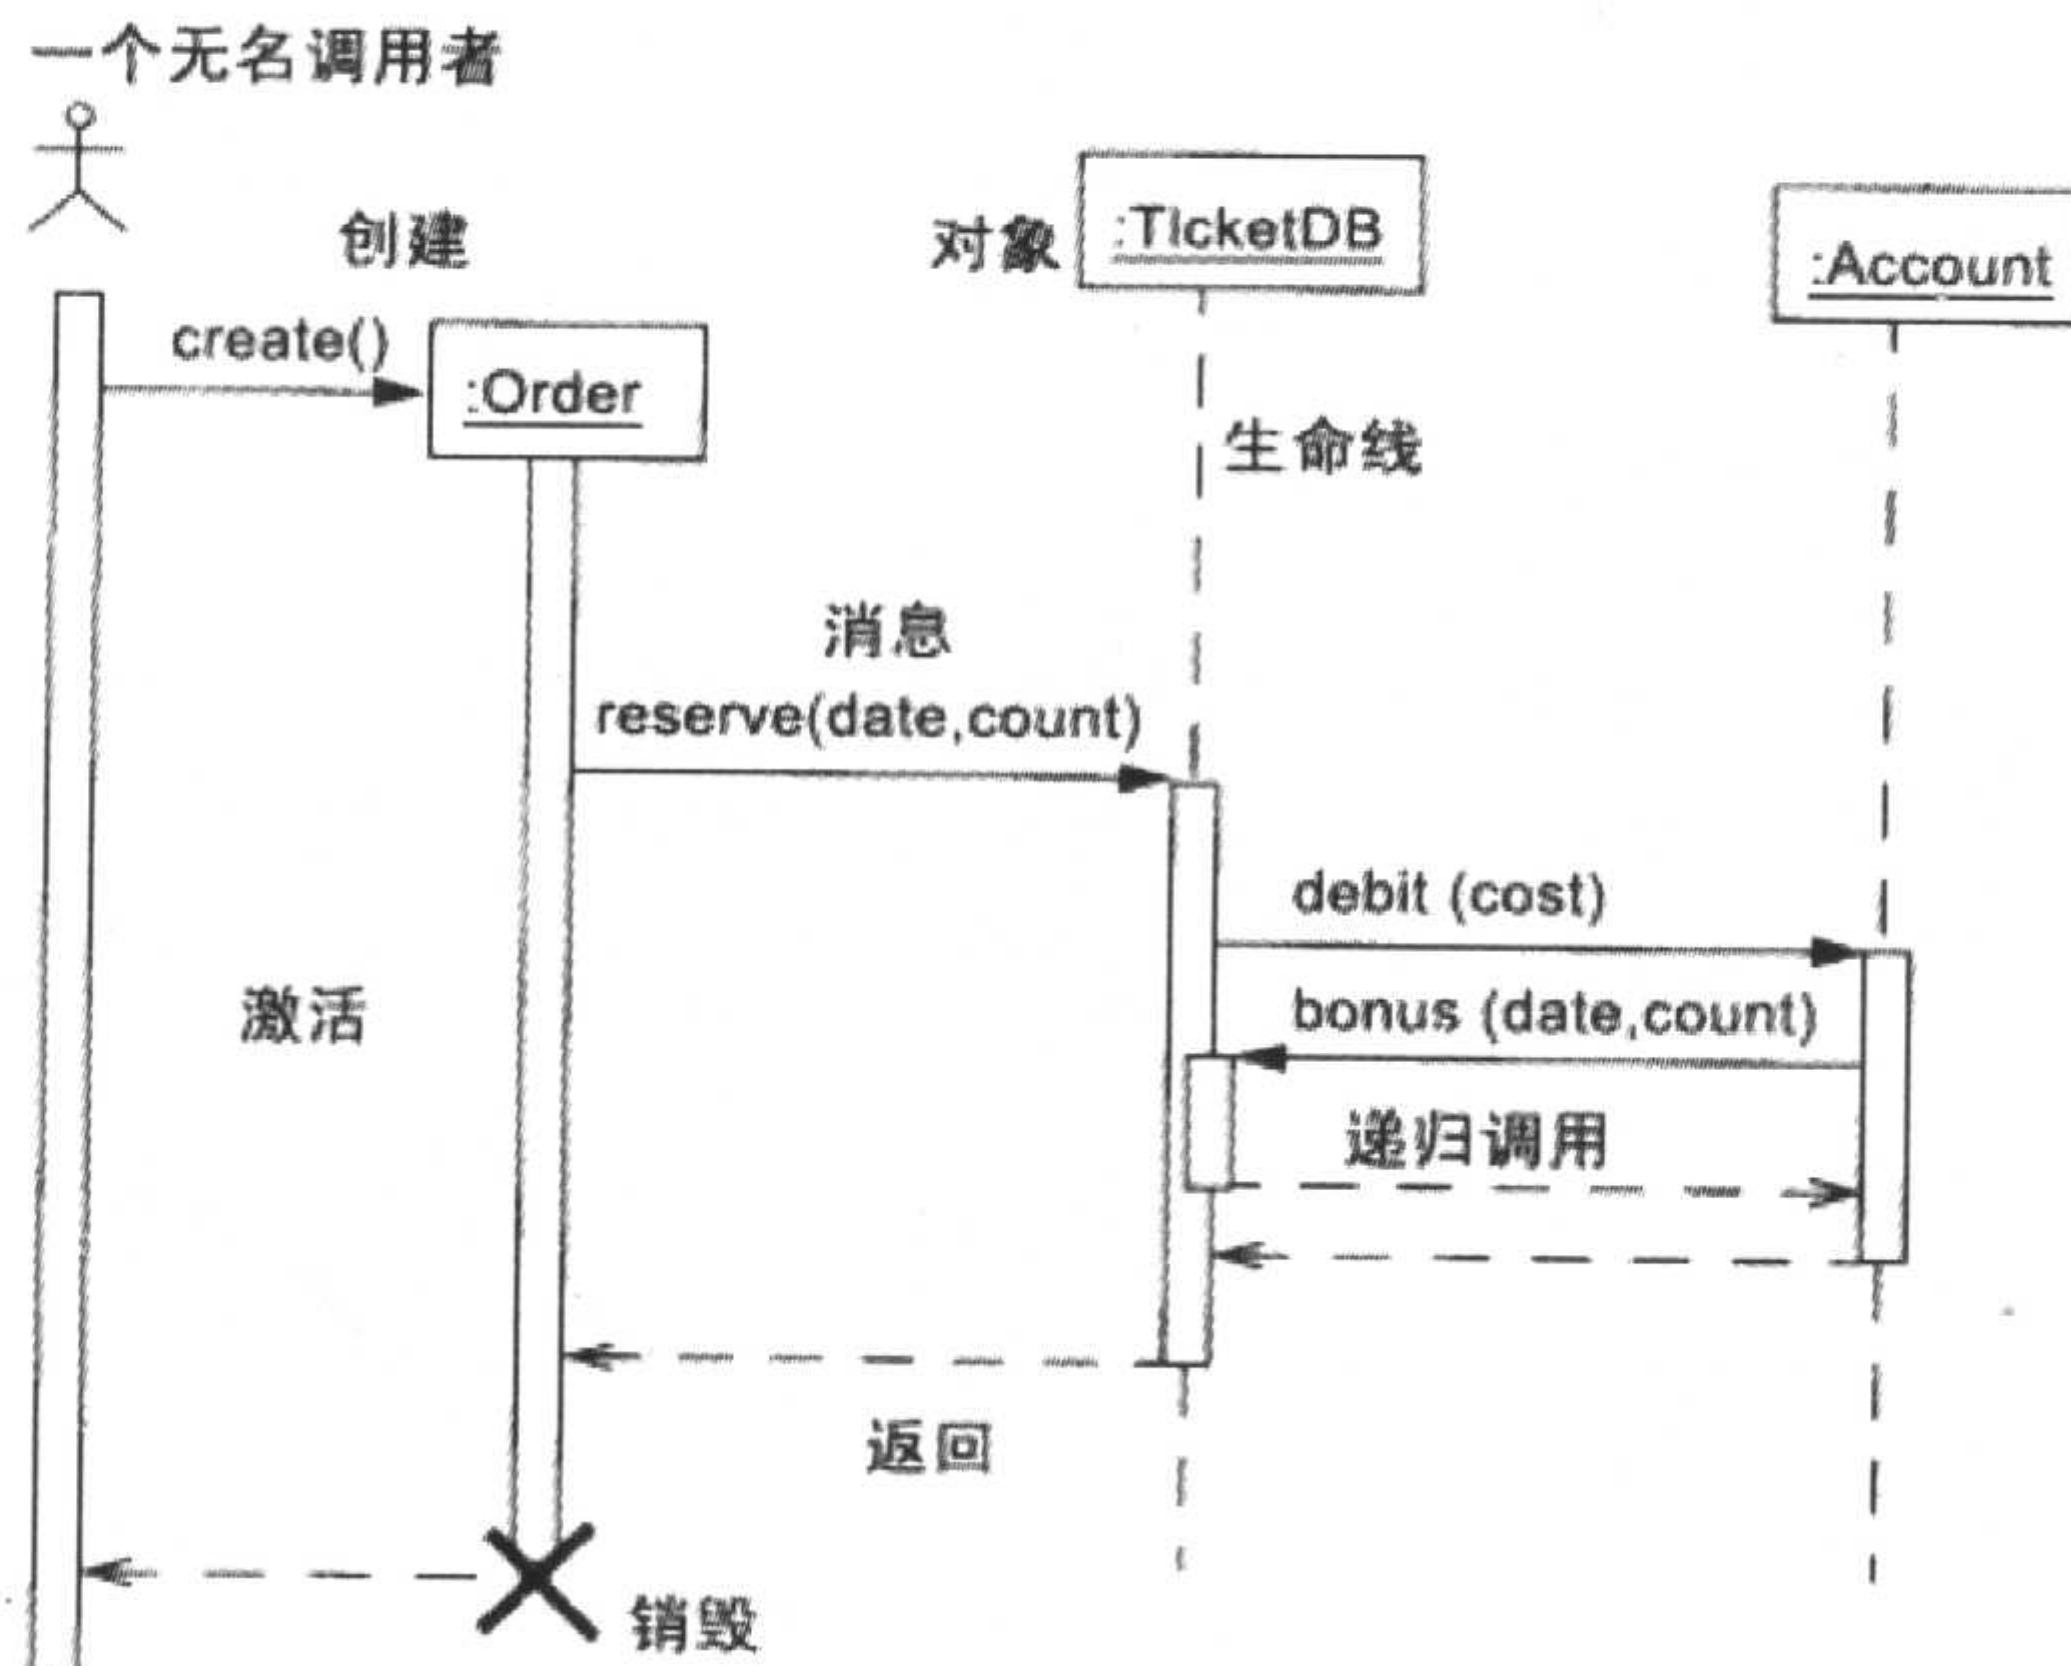 一个无名调用者
创建
对象
:TicketDB
:Account
create()
:Order
生命线
消息
reserve(date,count)
debit (cost)
激活
bonus (date,count)
递归调用
返回
销毁